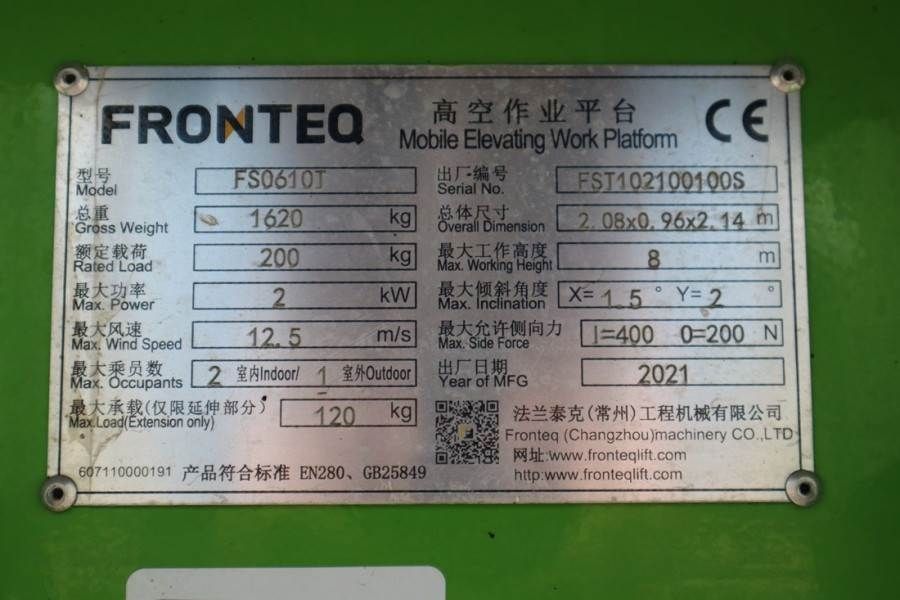 FRONTEQ
高空作业平台
Mobile Elevating Work Platform
CE
型号
Model
FS0610T
出厂编号
Serial No.
FST102100100S
总重
Gross Weight
1620 kg
总体尺寸
Overall Dimension
2.08x0.96x2.14 m
额定载荷
Rated Load
200 kg
最大工作高度
Max. Working Height
8 m
最大功率
Max. Power
2 kW
最大倾斜角度
Max. Inclination
X= 1.5 ° Y= 2 °
最大风速
Max. Wind Speed
12.5 m/s
最大允许侧向力
Max. Side Force
I=400 O=200 N
最大乘员数
Max. Occupants
2 室内Indoor/ 1 室外Outdoor
出厂日期
Year of MFG
2021
最大承载(仅限延伸部分)
Max.Load(Extension only)
120 kg
法兰泰克(常州)工程机械有限公司
Fronteq (Changzhou)machinery CO.,LTD
网址:www.fronteqlift.com
http:www.fronteqlift.com
607110000191 产品符合标准 EN280、GB25849